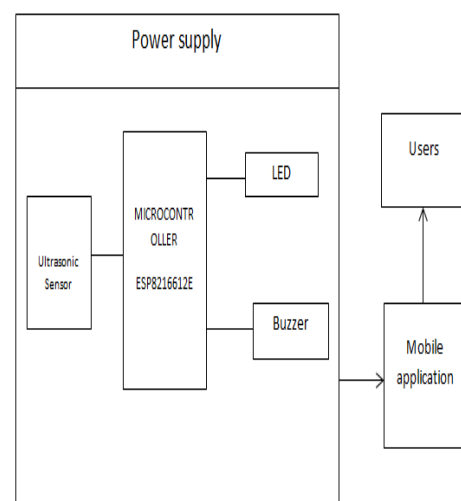 Power supply
Users
LED
MICROCONTR
OLLER
ESP8216612E
Ultrasonic
Sensor
Buzzer
Mobile
application